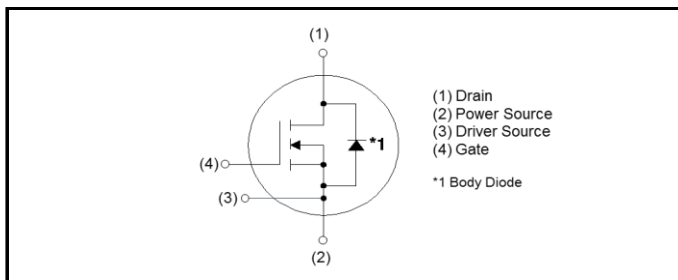 (1)
(1) Drain
(2) Power Source
(3) Driver Source
(4) Gate
*1
(4)
*1 Body Diode
(3)
(2)